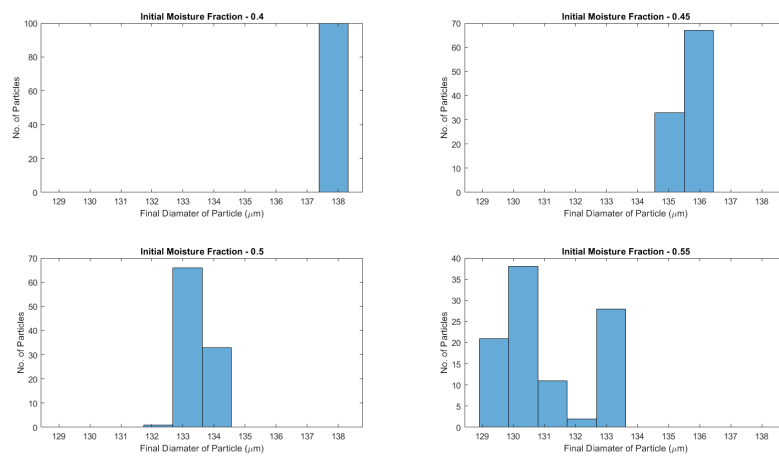 Initial Moisture Fraction - 0.4
100
80
60
40
20
0
No. of Particles
129 130 131 132 133 134 135 136 137 138
Final Diamater of Particle (μm)
Initial Moisture Fraction - 0.45
70
60
50
40
30
20
10
0
No. of Particles
129 130 131 132 133 134 135 136 137 138
Final Diamater of Particle (μm)
Initial Moisture Fraction - 0.5
70
60
50
40
30
20
10
0
No. of Particles
129 130 131 132 133 134 135 136 137 138
Final Diamater of Particle (μm)
Initial Moisture Fraction - 0.55
40
35
30
25
20
15
10
5
0
No. of Particles
129 130 131 132 133 134 135 136 137 138
Final Diamater of Particle (μm)